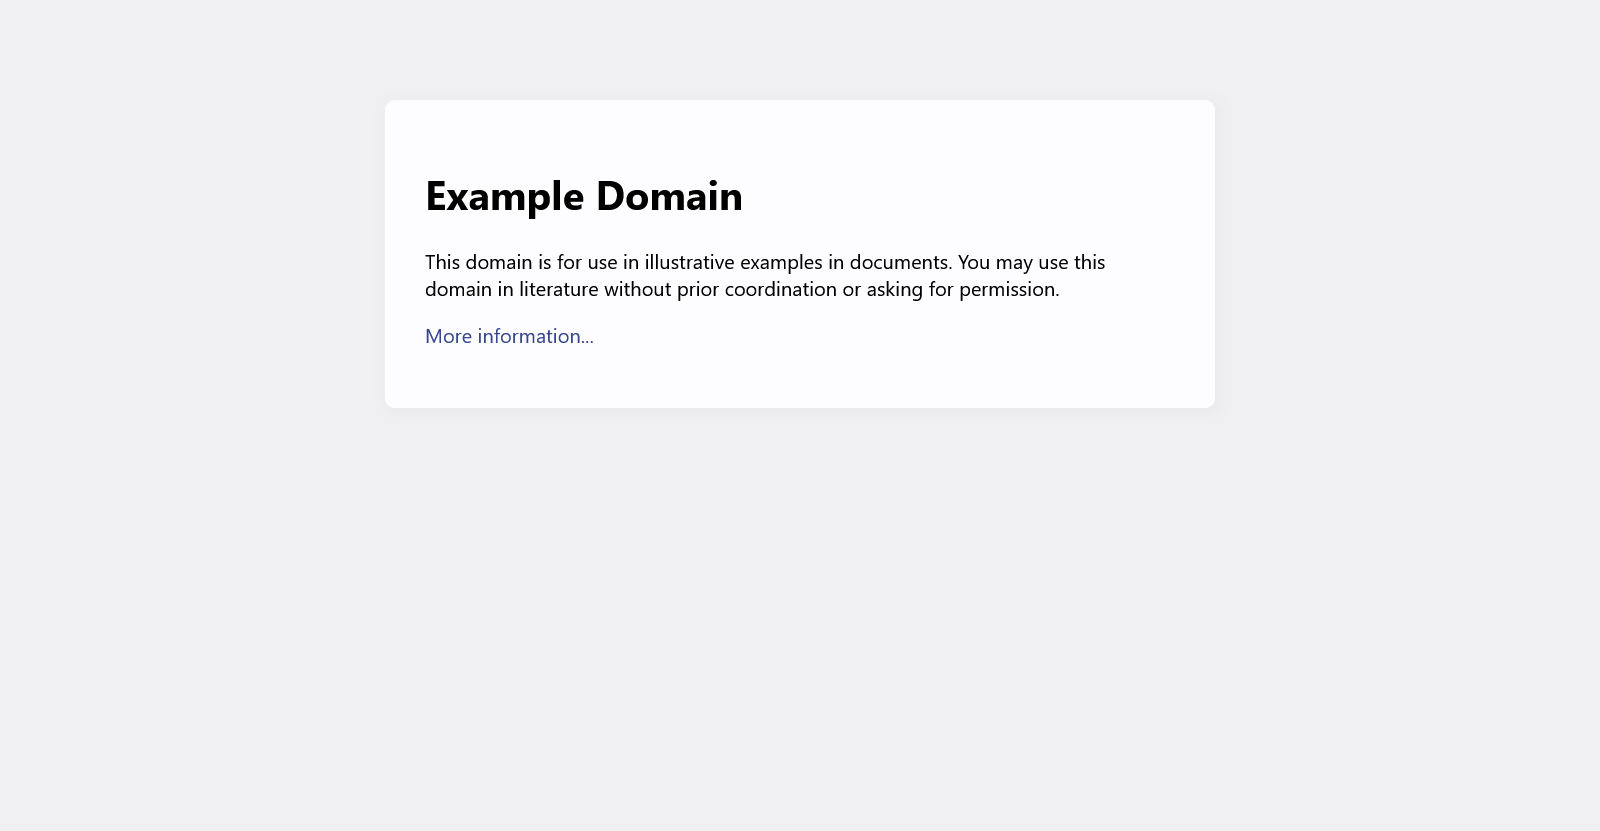 Example Domain
This domain is for use in illustrative examples in documents. You may use this
domain in literature without prior coordination or asking for permission.
More information...